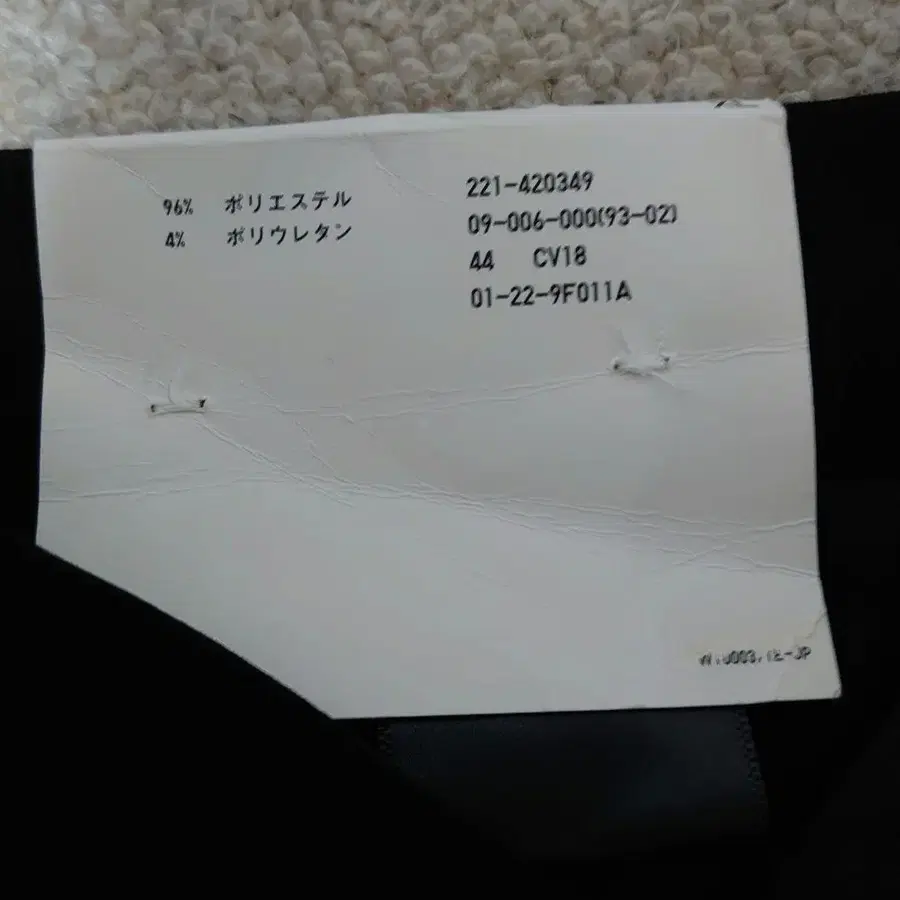 96% ポリエステル
4% ポリウレタン
221-420349
09-006-000(93-02)
44 CV18
01-22-9F011A